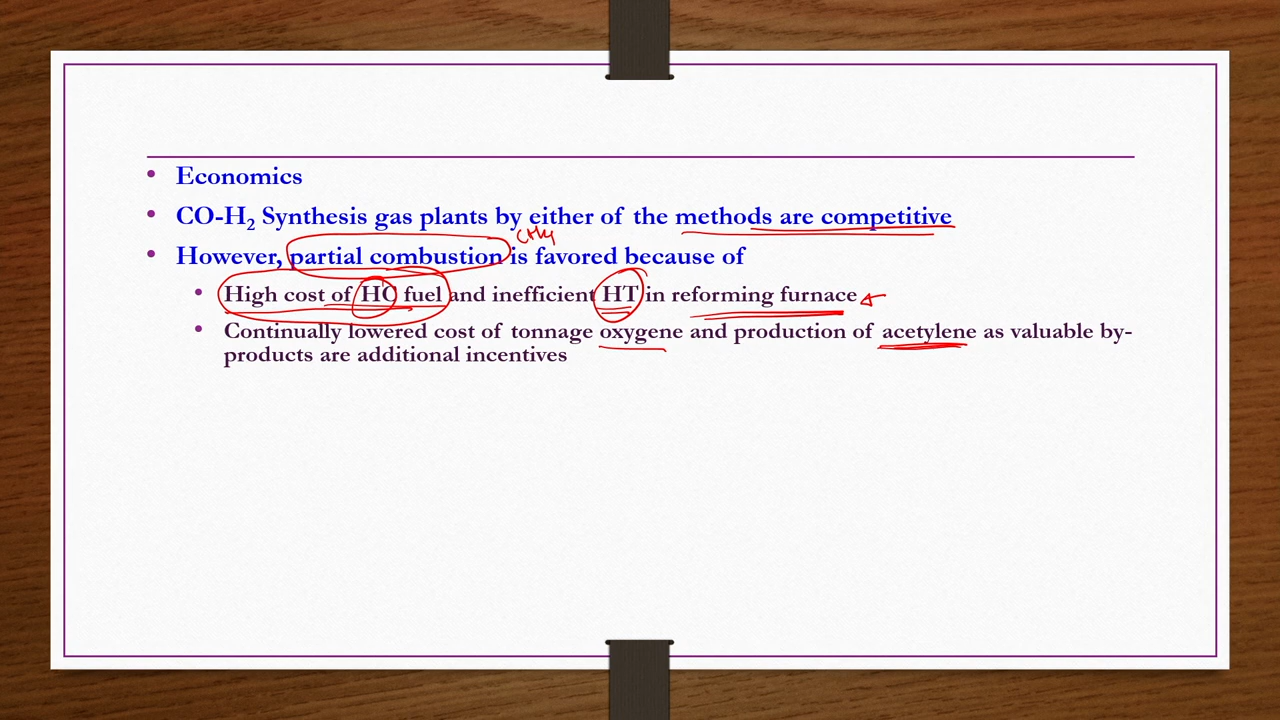 • Economics
• CO-H₂ Synthesis gas plants by either of the methods are competitive
CH4
• However, partial combustion is favored because of
• High cost of HC fuel and inefficient HT in reforming furnace
• Continually lowered cost of tonnage oxygene and production of acetylene as valuable by-
products are additional incentives